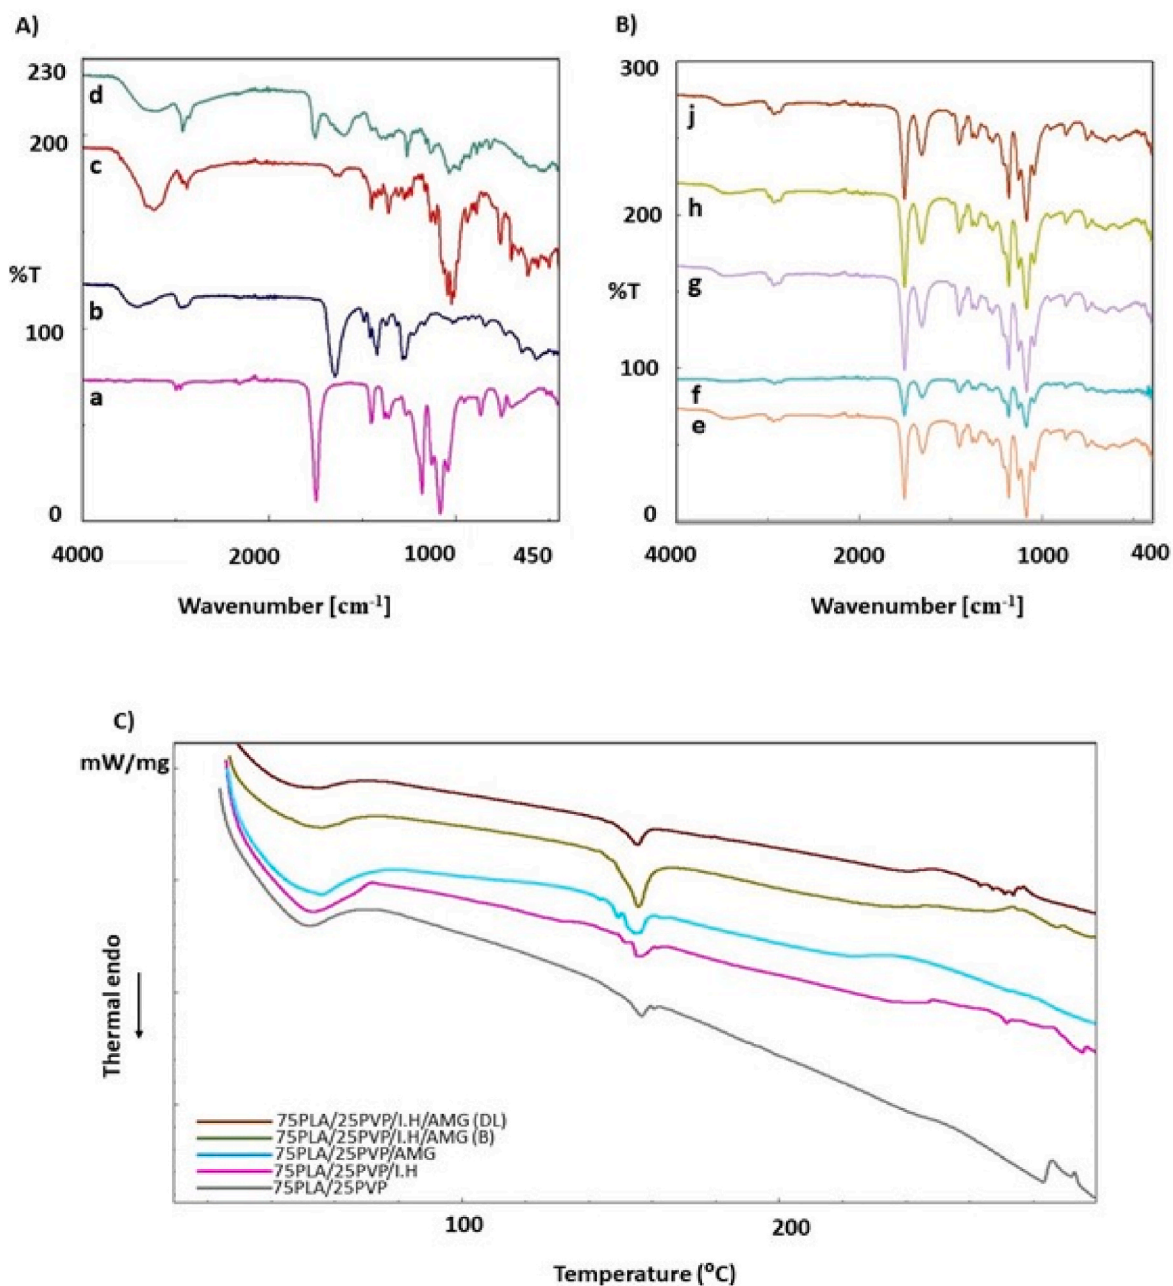 A)
230
d
200
c
%T
b
100
a
0
4000 2000 1000 450
Wavenumber [cm⁻¹]
B)
300
j
200
h
%T
g
100
f
e
0
4000 2000 1000 400
Wavenumber [cm⁻¹]
C)
mW/mg
Thermal endo
75PLA/25PVP/I.H/AMG (DL)
75PLA/25PVP/I.H/AMG (B)
75PLA/25PVP/AMG
75PLA/25PVP/I.H
75PLA/25PVP
100 200
Temperature (⁰C)